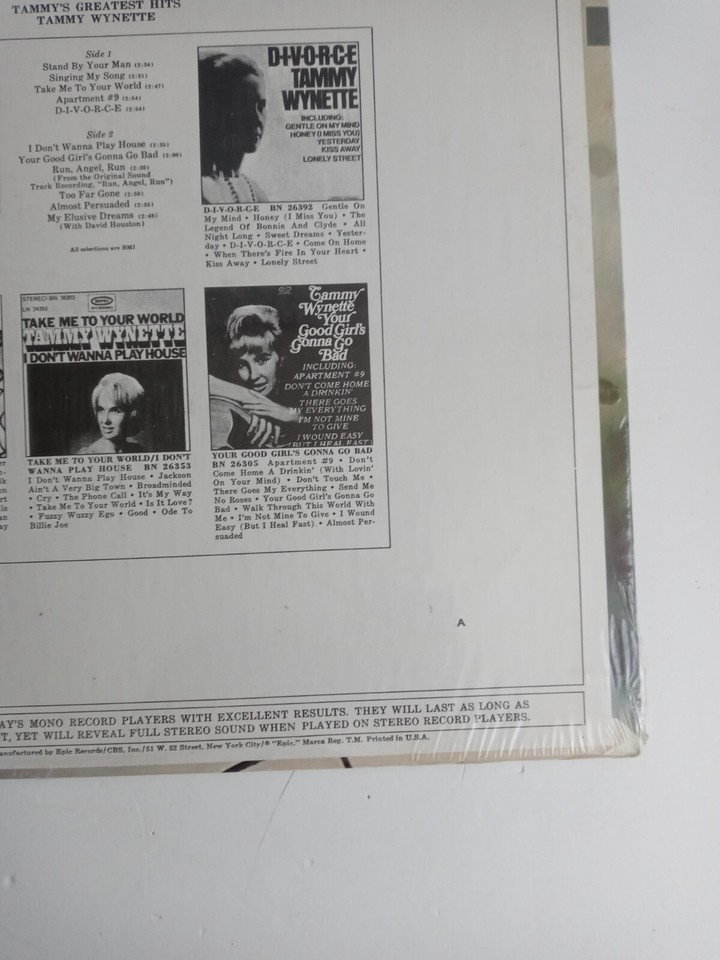 TAMMY'S GREATEST HITS
TAMMY WYNETTE
Side 1
Stand By Your Man (2:38)
Singing My Song
Take Me To Your World (2:47)
Apartment #9
D-I-V-O-R-C-E
Side 2
I Don't Wanna Play House
Your Good Girl's Gonna Go Bad
Run, Angel, Run
(From the Original Sound
Track Recording, "Run, Angel, Run")
Too Far Gone
Almost Persuaded
My Elusive Dreams
(With David Houston)
All selections are BMI
D·I·V·O·R·C·E
TAMMY
WYNETTE
INCLUDING:
GENTLE ON MY MIND
HONEY (I MISS YOU)
YESTERDAY
KISS AWAY
LONELY STREET
D-I-V-O-R-C-E BN 26392 Gentle On
My Mind • Honey (I Miss You) • The
Legend Of Bonnie And Clyde • All
Night Long • Sweet Dreams • Yester-
day • D-I-V-O-R-C-E • Come On Home
• When There's Fire In Your Heart •
Kiss Away • Lonely Street
STEREO/BN 26353
LN 24353
TAKE ME TO YOUR WORLD
TAMMY WYNETTE
I DON'T WANNA PLAY HOUSE
TAKE ME TO YOUR WORLD/I DON'T
WANNA PLAY HOUSE BN 26353
I Don't Wanna Play House • Jackson
Ain't A Very Big Town • Broadminded
• Cry • The Phone Call • It's My Way
• Take Me To Your World • Is It Love?
• Fuzzy Wuzzy Ego • Good • Ode To
Billie Joe
Tammy
Wynette
Your
Good Girl's
Gonna Go
Bad
INCLUDING:
APARTMENT #9
DON'T COME HOME
A DRINKIN'
THERE GOES
MY EVERYTHING
I'M NOT MINE
TO GIVE
I WOUND EASY
(BUT I HEAL FAST)
YOUR GOOD GIRL'S GONNA GO BAD
BN 26305 Apartment #9 • Don't
Come Home A Drinkin' (With Lovin'
On Your Mind) • Don't Touch Me •
There Goes My Everything • Send Me
No Roses • Your Good Girl's Gonna Go
Bad • Walk Through This World With
Me • I'm Not Mine To Give • I Wound
Easy (But I Heal Fast) • Almost Per-
suaded
A
AY'S MONO RECORD PLAYERS WITH EXCELLENT RESULTS. THEY WILL LAST AS LONG AS
T, YET WILL REVEAL FULL STEREO SOUND WHEN PLAYED ON STEREO RECORD PLAYERS.
anufactured by Epic Records/CBS, Inc./51 W. 52 Street, New York City/® "Epic," Marca Reg. T.M. Printed in U.S.A.